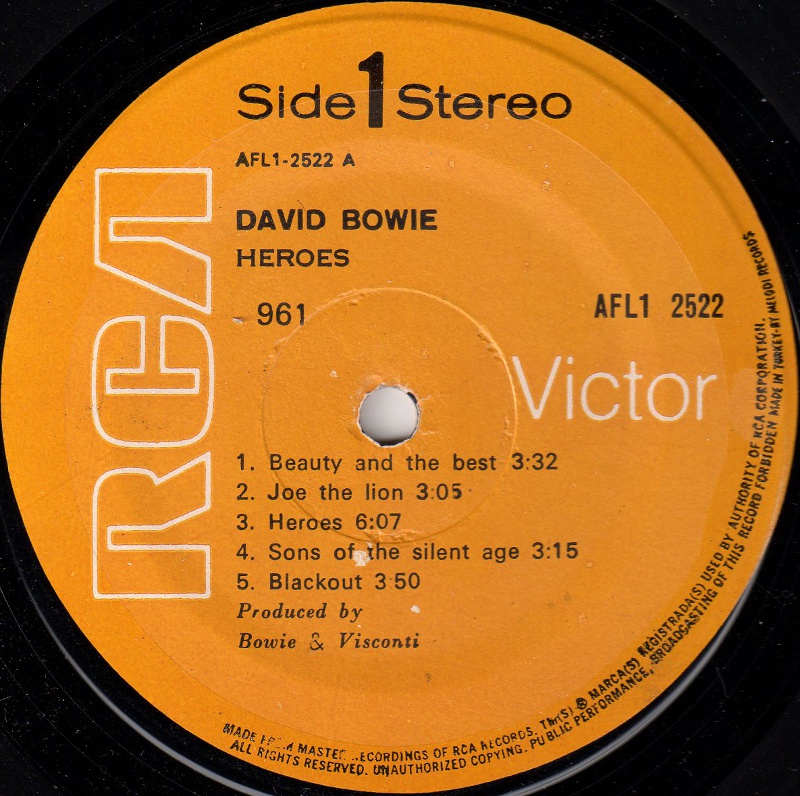 Side 1 Stereo
AFL1-2522 A
DAVID BOWIE
HEROES
961
AFL1 2522
RCA
Victor
1. Beauty and the best 3:32
2. Joe the lion 3:05
3. Heroes 6:07
4. Sons of the silent age 3:15
5. Blackout 3:50
Produced by
Bowie & Visconti
MADE MASTER RECORDINGS OF RCA RECORDS. TM(S) ® MARCA(S) REGISTRADA(S) USED BY AUTHORITY OF RCA CORPORATION.
ALL RIGHTS RESERVED. UNAUTHORIZED COPYING. PUBLIC PERFORMANCE, BROADCASTING OF THIS RECORD FORBIDDEN MADE IN TURKEY-BY MELODI RECORDS